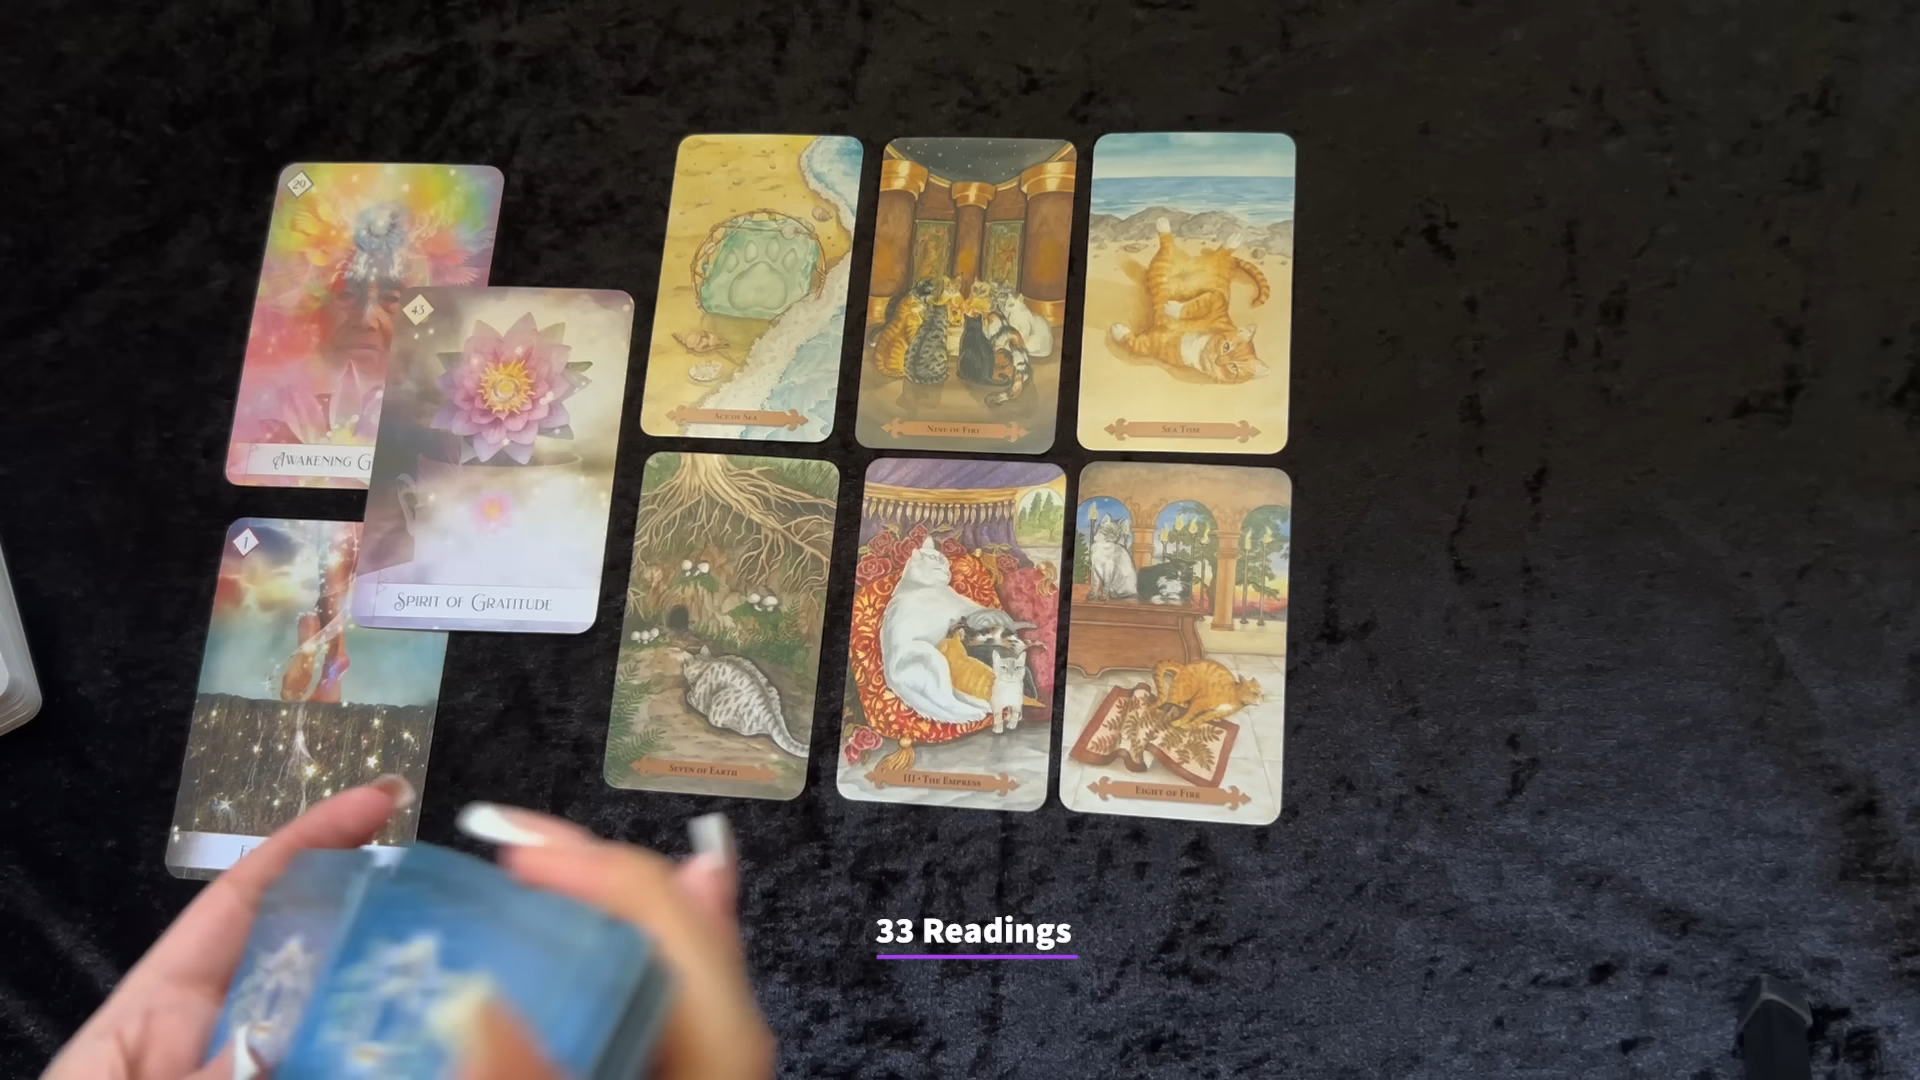 29
AWAKENING G
43
SPIRIT OF GRATITUDE
1
ACE OF SEA
NINE OF FIRE
SEA TOM
SEVEN OF EARTH
III • THE EMPRESS
EIGHT OF FIRE
33 Readings